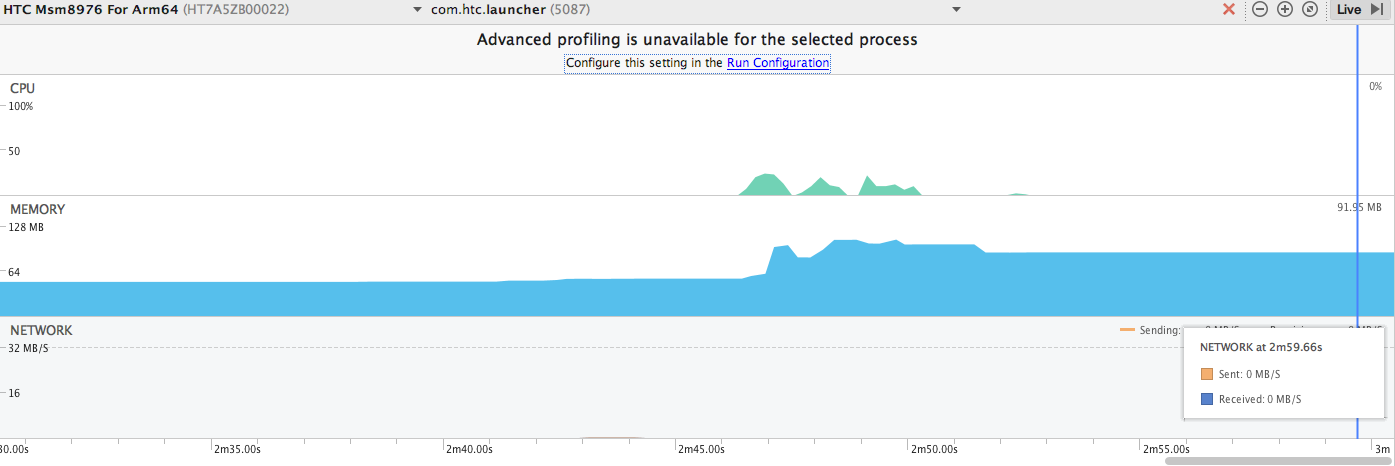 HTC Msm8976 For Arm64 (HT7A5ZB00022) com.htc.launcher (5087) Live
Advanced profiling is unavailable for the selected process
Configure this setting in the Run Configuration
CPU
0%
100%
50
MEMORY
91.95 MB
128 MB
64
NETWORK
Sending:
32 MB/S
NETWORK at 2m59.66s
Sent: 0 MB/S
16
Received: 0 MB/S
30.00s 2m35.00s 2m40.00s 2m45.00s 2m50.00s 2m55.00s 3m